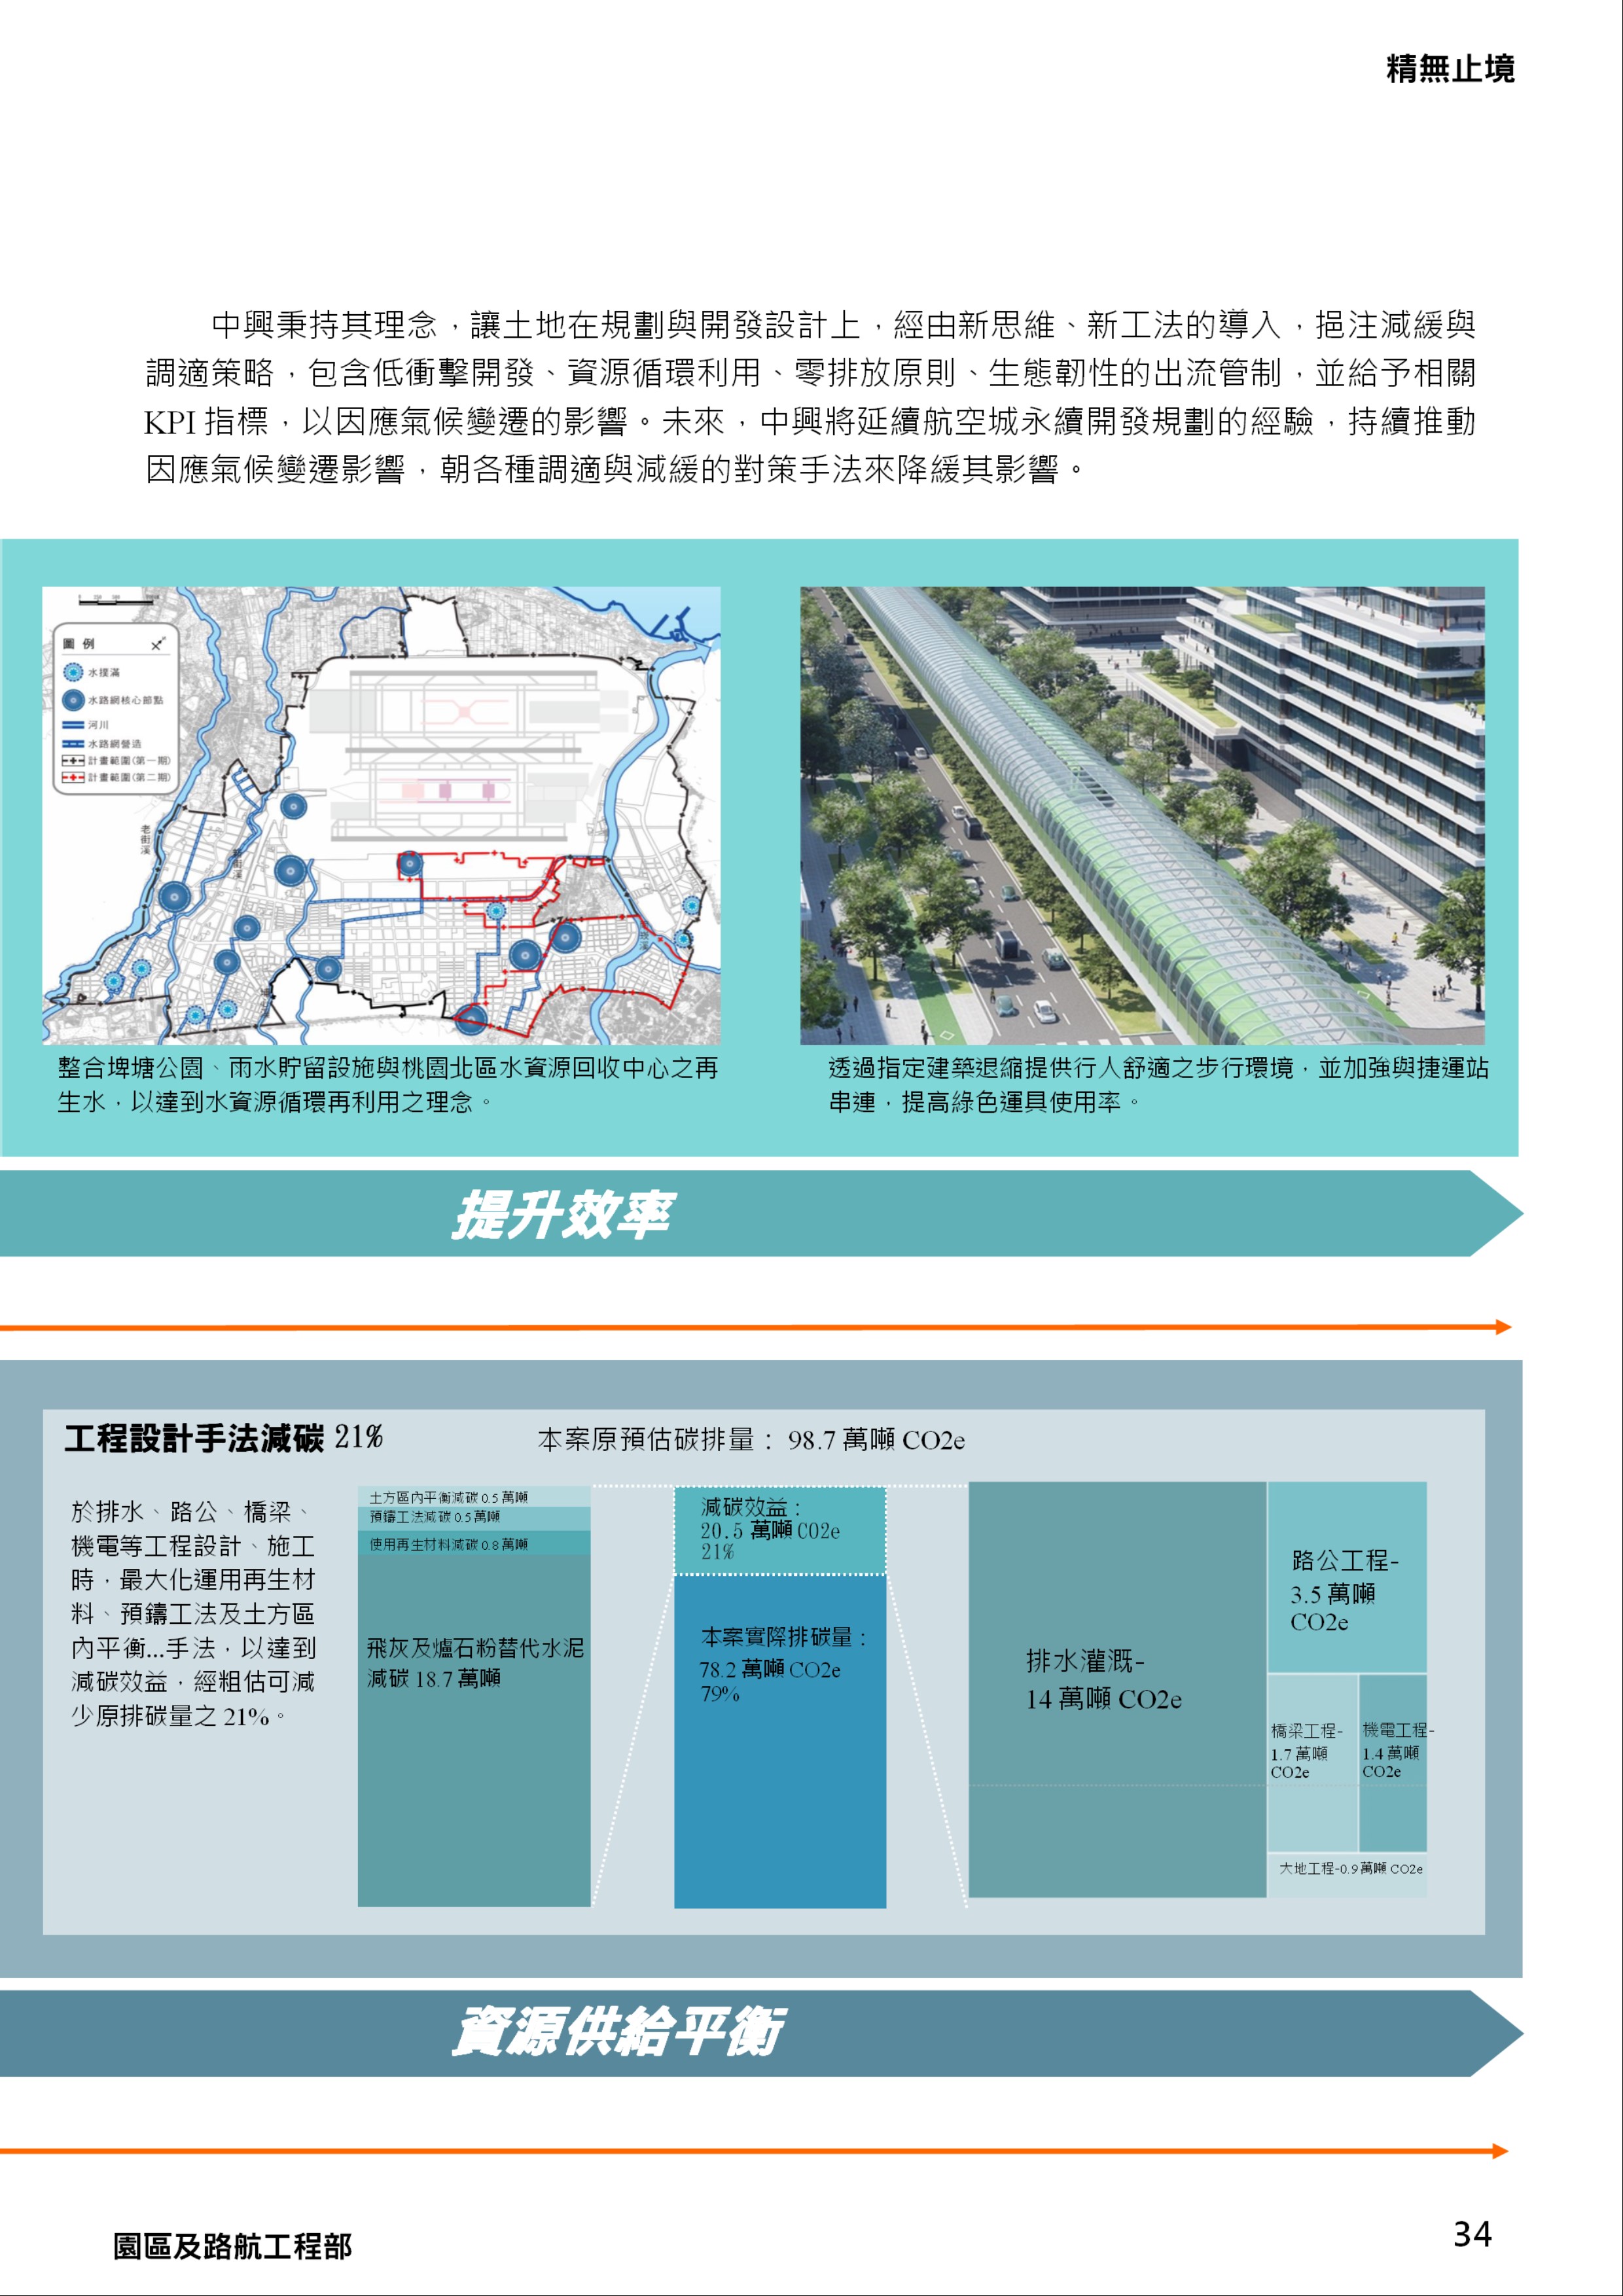 精無止境
中興秉持其理念，讓土地在規劃與開發設計上，經由新思維、新工法的導入，挹注減緩與
調適策略，包含低衝擊開發、資源循環利用、零排放原則、生態韌性的出流管制，並給予相關
KPI 指標，以因應氣候變遷的影響。未來，中興將延續航空城永續開發規劃的經驗，持續推動
因應氣候變遷影響，朝各種調適與減緩的對策手法來降緩其影響。
圖 例
水撲滿
水路網核心節點
河川
水路網營造
計畫範圍(第一期)
計畫範圍(第二期)
老街溪
整合埤塘公園、雨水貯留設施與桃園北區水資源回收中心之再
生水，以達到水資源循環再利用之理念。
透過指定建築退縮提供行人舒適之步行環境，並加強與捷運站
串連，提高綠色運具使用率。
提升效率
工程設計手法減碳 21%
本案原預估碳排量： 98.7 萬噸 CO2e
於排水、路公、橋梁、
機電等工程設計、施工
時，最大化運用再生材
料、預鑄工法及土方區
內平衡...手法，以達到
減碳效益，經粗估可減
少原排碳量之 21%。
土方區內平衡減碳 0.5 萬噸
預鑄工法減碳 0.5 萬噸
使用再生材料減碳 0.8 萬噸
飛灰及爐石粉替代水泥
減碳 18.7 萬噸
減碳效益：
20.5 萬噸 CO2e
21%
本案實際排碳量：
78.2 萬噸 CO2e
79%
排水灌溉-
14 萬噸 CO2e
路公工程-
3.5 萬噸
CO2e
橋梁工程-
1.7 萬噸
CO2e
機電工程-
1.4 萬噸
CO2e
大地工程-0.9 萬噸 CO2e
資源供給平衡
園區及路航工程部
34